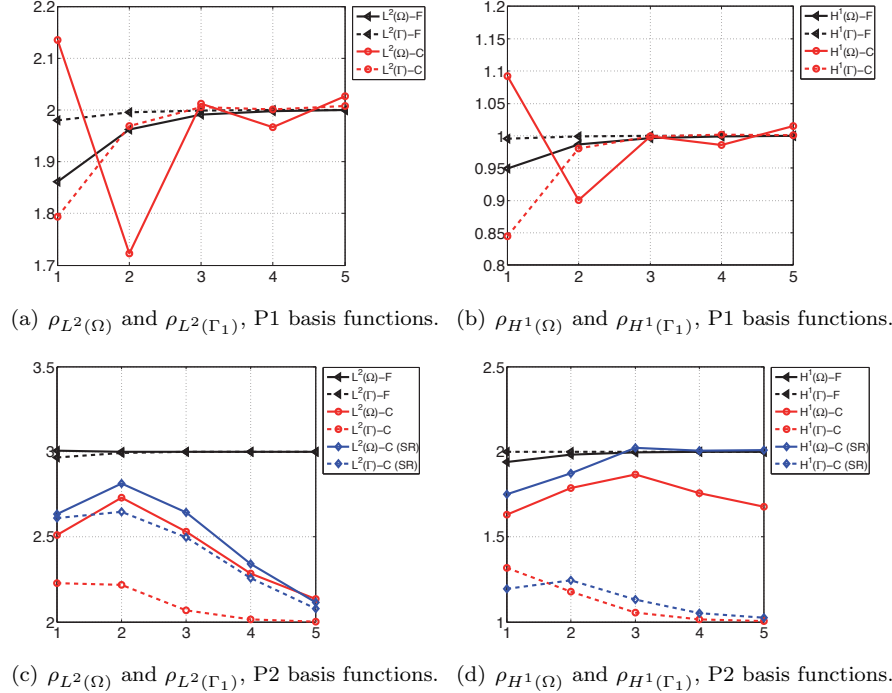 2.2
2.1
2
1.9
1.8
1.7
1 2 3 4 5
L²(Ω)−F
L²(Γ)−F
L²(Ω)−C
L²(Γ)−C
1.2
1.15
1.1
1.05
1
0.95
0.9
0.85
0.8
1 2 3 4 5
H¹(Ω)−F
H¹(Γ)−F
H¹(Ω)−C
H¹(Γ)−C
(a) ρ_{L²(Ω)} and ρ_{L²(Γ₁)}, P1 basis functions.
(b) ρ_{H¹(Ω)} and ρ_{H¹(Γ₁)}, P1 basis functions.
3.5
3
2.5
2
1 2 3 4 5
L²(Ω)−F
L²(Γ)−F
L²(Ω)−C
L²(Γ)−C
L²(Ω)−C (SR)
L²(Γ)−C (SR)
2.5
2
1.5
1
1 2 3 4 5
H¹(Ω)−F
H¹(Γ)−F
H¹(Ω)−C
H¹(Γ)−C
H¹(Ω)−C (SR)
H¹(Γ)−C (SR)
(c) ρ_{L²(Ω)} and ρ_{L²(Γ₁)}, P2 basis functions.
(d) ρ_{H¹(Ω)} and ρ_{H¹(Γ₁)}, P2 basis functions.